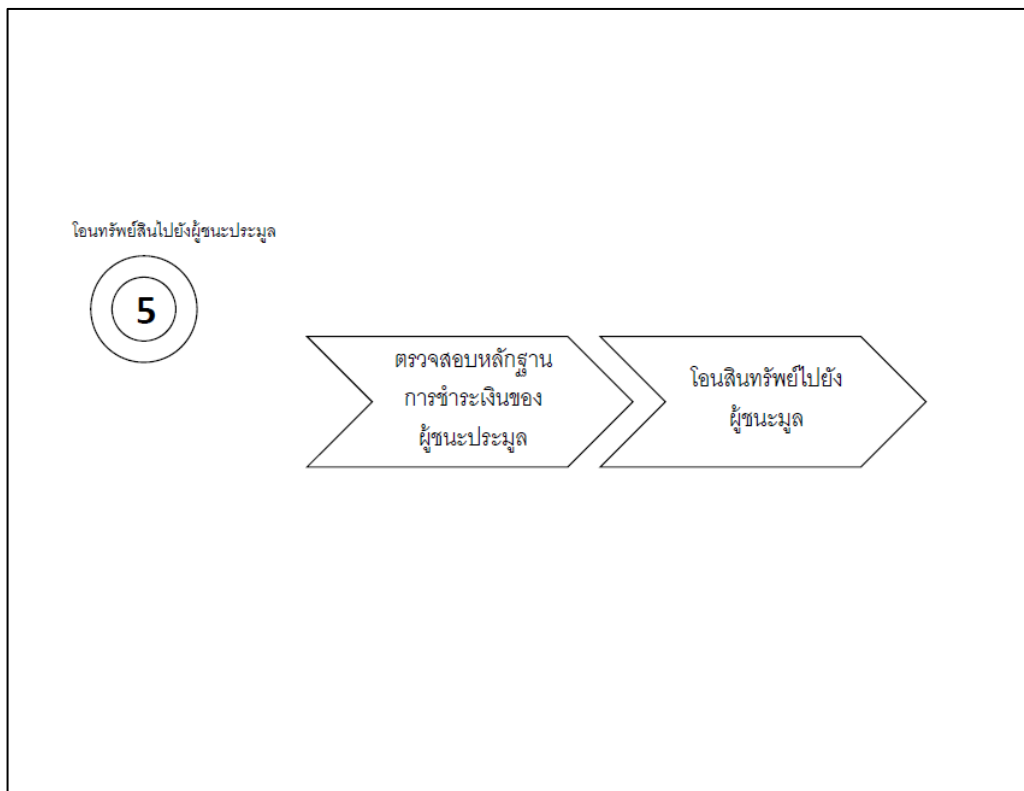 โอนทรัพย์สินไปยังผู้ชนะประมูล
5
ตรวจสอบหลักฐาน
การชำระเงินของ
ผู้ชนะประมูล
โอนสินทรัพย์ไปยัง
ผู้ชนะมูล